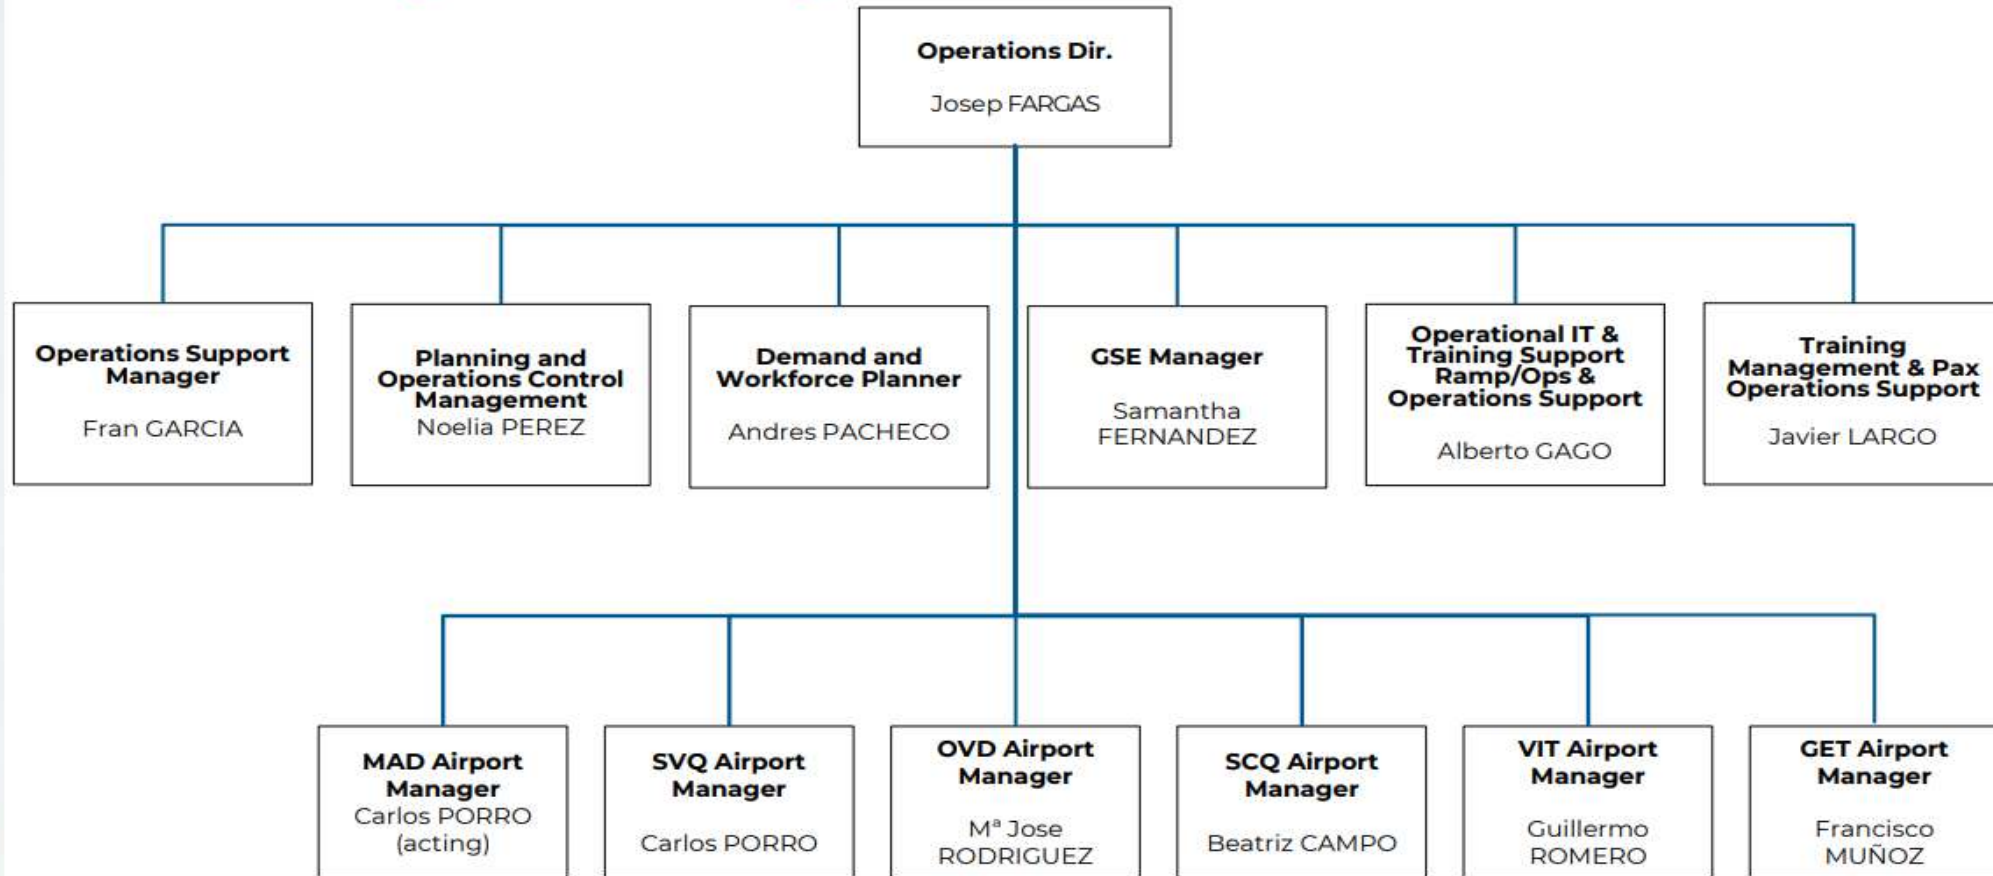 Operations Dir.
Josep FARGAS
Operations Support
Manager
Fran GARCIA
Planning and
Operations Control
Management
Noelia PEREZ
Demand and
Workforce Planner
Andres PACHECO
GSE Manager
Samantha
FERNANDEZ
Operational IT &
Training Support
Ramp/Ops &
Operations Support
Alberto GAGO
Training
Management & Pax
Operations Support
Javier LARGO
MAD Airport
Manager
Carlos PORRO
(acting)
SVQ Airport
Manager
Carlos PORRO
OVD Airport
Manager
Mª Jose
RODRIGUEZ
SCQ Airport
Manager
Beatriz CAMPO
VIT Airport
Manager
Guillermo
ROMERO
GET Airport
Manager
Francisco
MUÑOZ